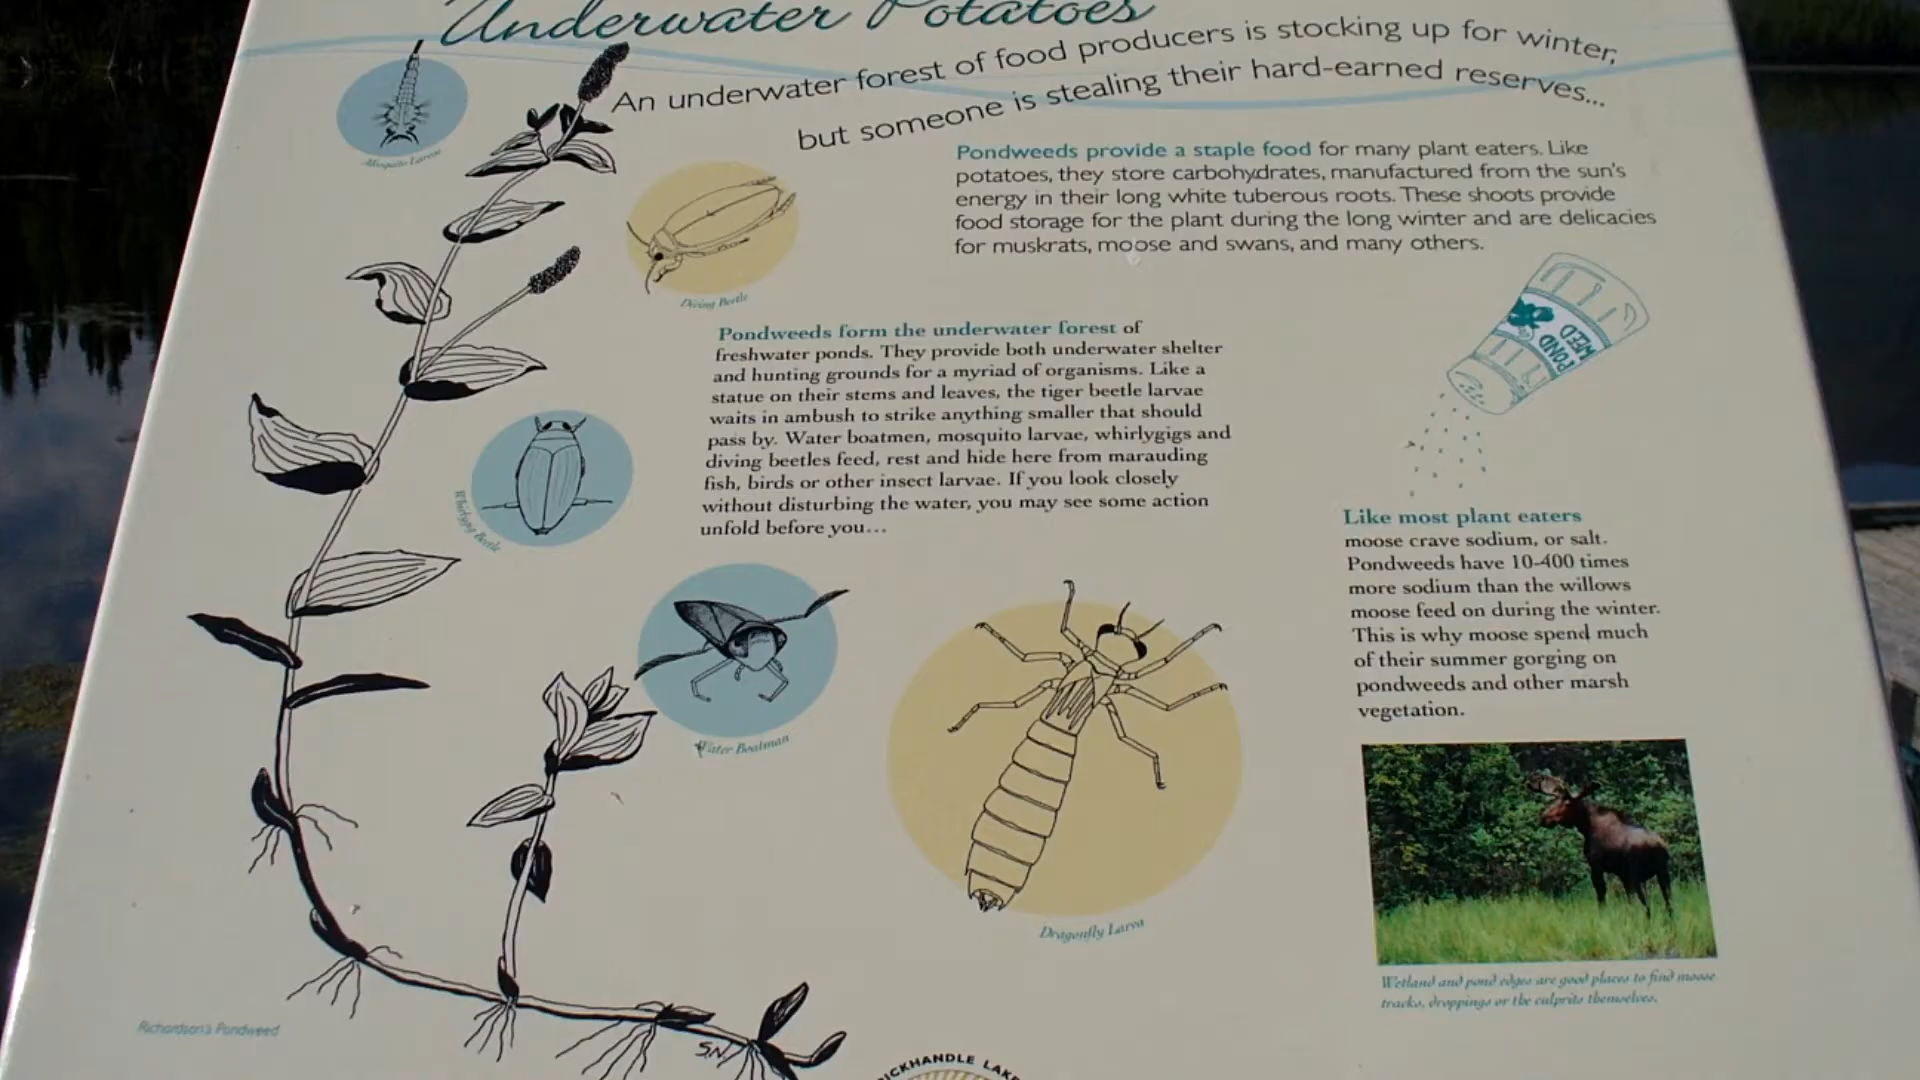 Underwater Potatoes
An underwater forest of food producers is stocking up for winter,
but someone is stealing their hard-earned reserves...
Mosquito Larvae
Pondweeds provide a staple food for many plant eaters. Like
potatoes, they store carbohydrates, manufactured from the sun's
energy in their long white tuberous roots. These shoots provide
food storage for the plant during the long winter and are delicacies
for muskrats, moose and swans, and many others.
Diving Beetle
POND
WEED
Pondweeds form the underwater forest of
freshwater ponds. They provide both underwater shelter
and hunting grounds for a myriad of organisms. Like a
statue on their stems and leaves, the tiger beetle larvae
waits in ambush to strike anything smaller that should
pass by. Water boatmen, mosquito larvae, whirlygigs and
diving beetles feed, rest and hide here from marauding
fish, birds or other insect larvae. If you look closely
without disturbing the water, you may see some action
unfold before you...
Whirlygig Beetle
Like most plant eaters
moose crave sodium, or salt.
Pondweeds have 10-400 times
more sodium than the willows
moose feed on during the winter.
This is why moose spend much
of their summer gorging on
pondweeds and other marsh
vegetation.
Water Boatman
Dragonfly Larva
Wetland and pond edges are good places to find moose
tracks, droppings or the culprits themselves.
Richardson's Pondweed
S.N.
ICKHANDLE LAKE